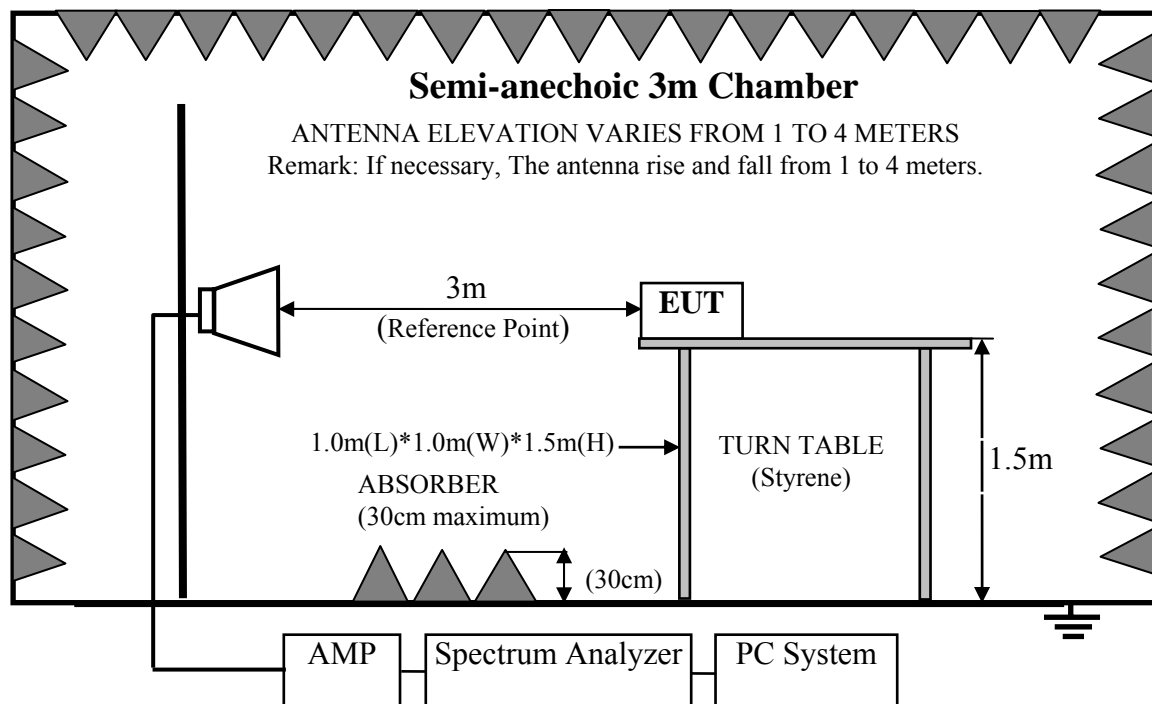 Semi-anechoic 3m Chamber
ANTENNA ELEVATION VARIES FROM 1 TO 4 METERS
Remark: If necessary, The antenna rise and fall from 1 to 4 meters.
3m
(Reference Point)
EUT
1.0m(L)*1.0m(W)*1.5m(H)
TURN TABLE
(Styrene)
1.5m
ABSORBER
(30cm maximum)
(30cm)
AMP
Spectrum Analyzer
PC System